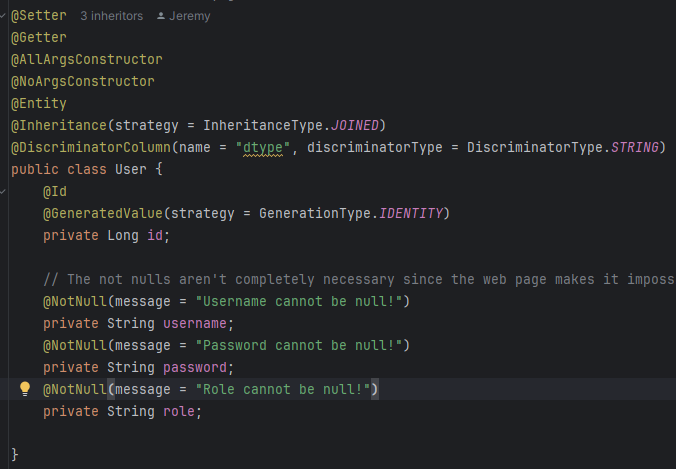 @Setter 3 inheritors Jeremy
@Getter
@AllArgsConstructor
@NoArgsConstructor
@Entity
@Inheritance(strategy = InheritanceType.JOINED)
@DiscriminatorColumn(name = "dtype", discriminatorType = DiscriminatorType.STRING)
public class User {
@Id
@GeneratedValue(strategy = GenerationType.IDENTITY)
private Long id;
// The not nulls aren't completely necessary since the web page makes it imposs
@NotNull(message = "Username cannot be null!")
private String username;
@NotNull(message = "Password cannot be null!")
private String password;
@NotNull(message = "Role cannot be null!")
private String role;
}